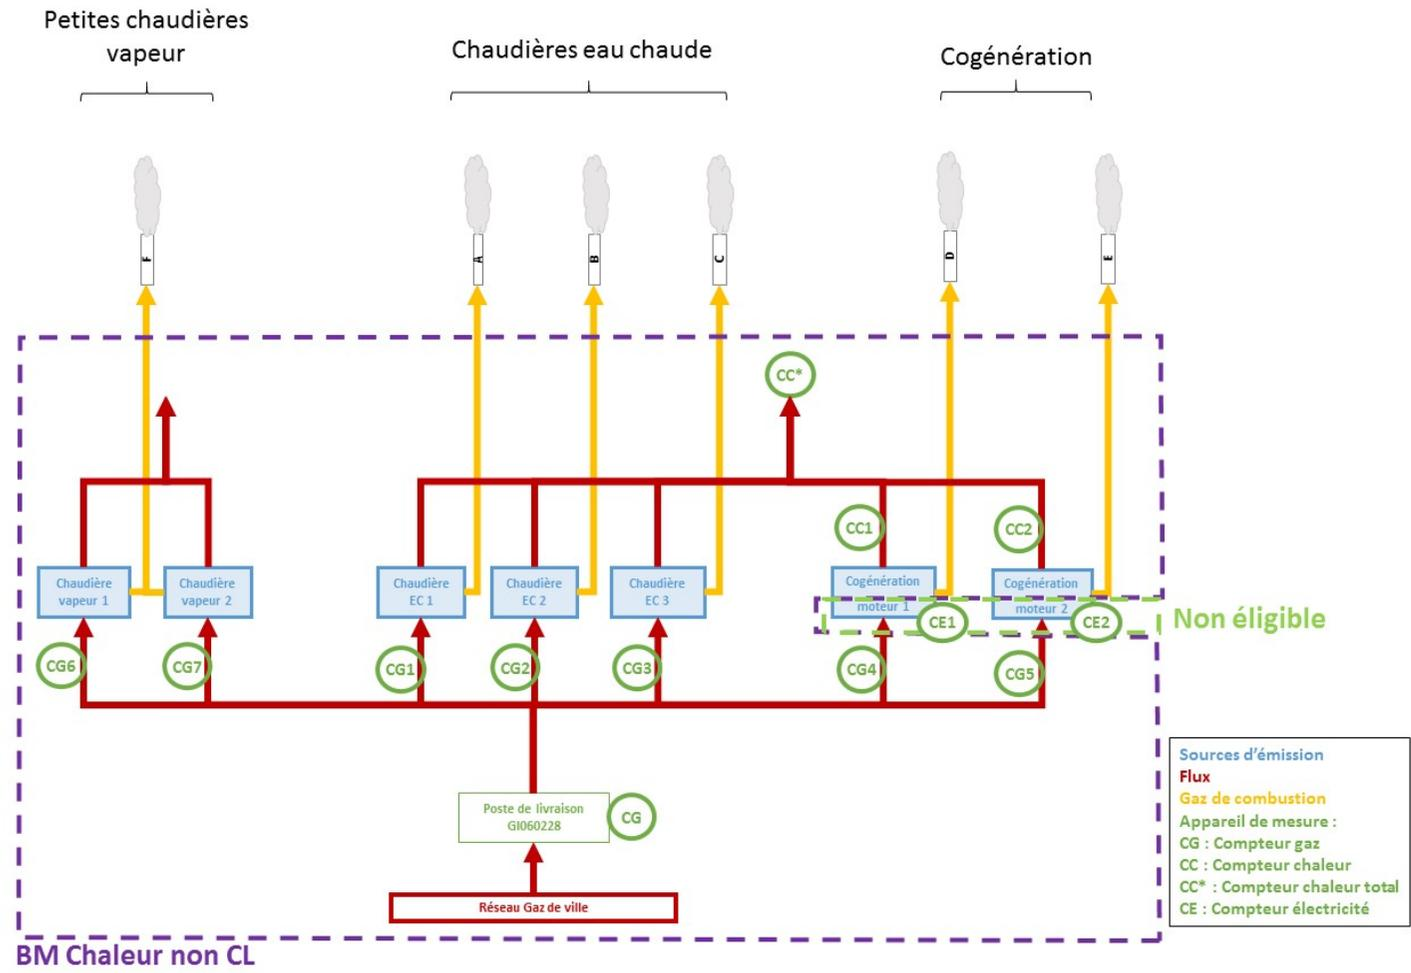 Petites chaudières
vapeur
Chaudières eau chaude
Cogénération
F
A
B
C
D
E
CC*
CC1
CC2
Chaudière
vapeur 1
Chaudière
vapeur 2
Chaudière
EC 1
Chaudière
EC 2
Chaudière
EC 3
Cogénération
moteur 1
Cogénération
moteur 2
CE1
CE2
Non éligible
CG6
CG7
CG1
CG2
CG3
CG4
CG5
Poste de livraison
GI060228
CG
Réseau Gaz de ville
BM Chaleur non CL
Sources d'émission
Flux
Gaz de combustion
Appareil de mesure :
CG : Compteur gaz
CC : Compteur chaleur
CC* : Compteur chaleur total
CE : Compteur électricité